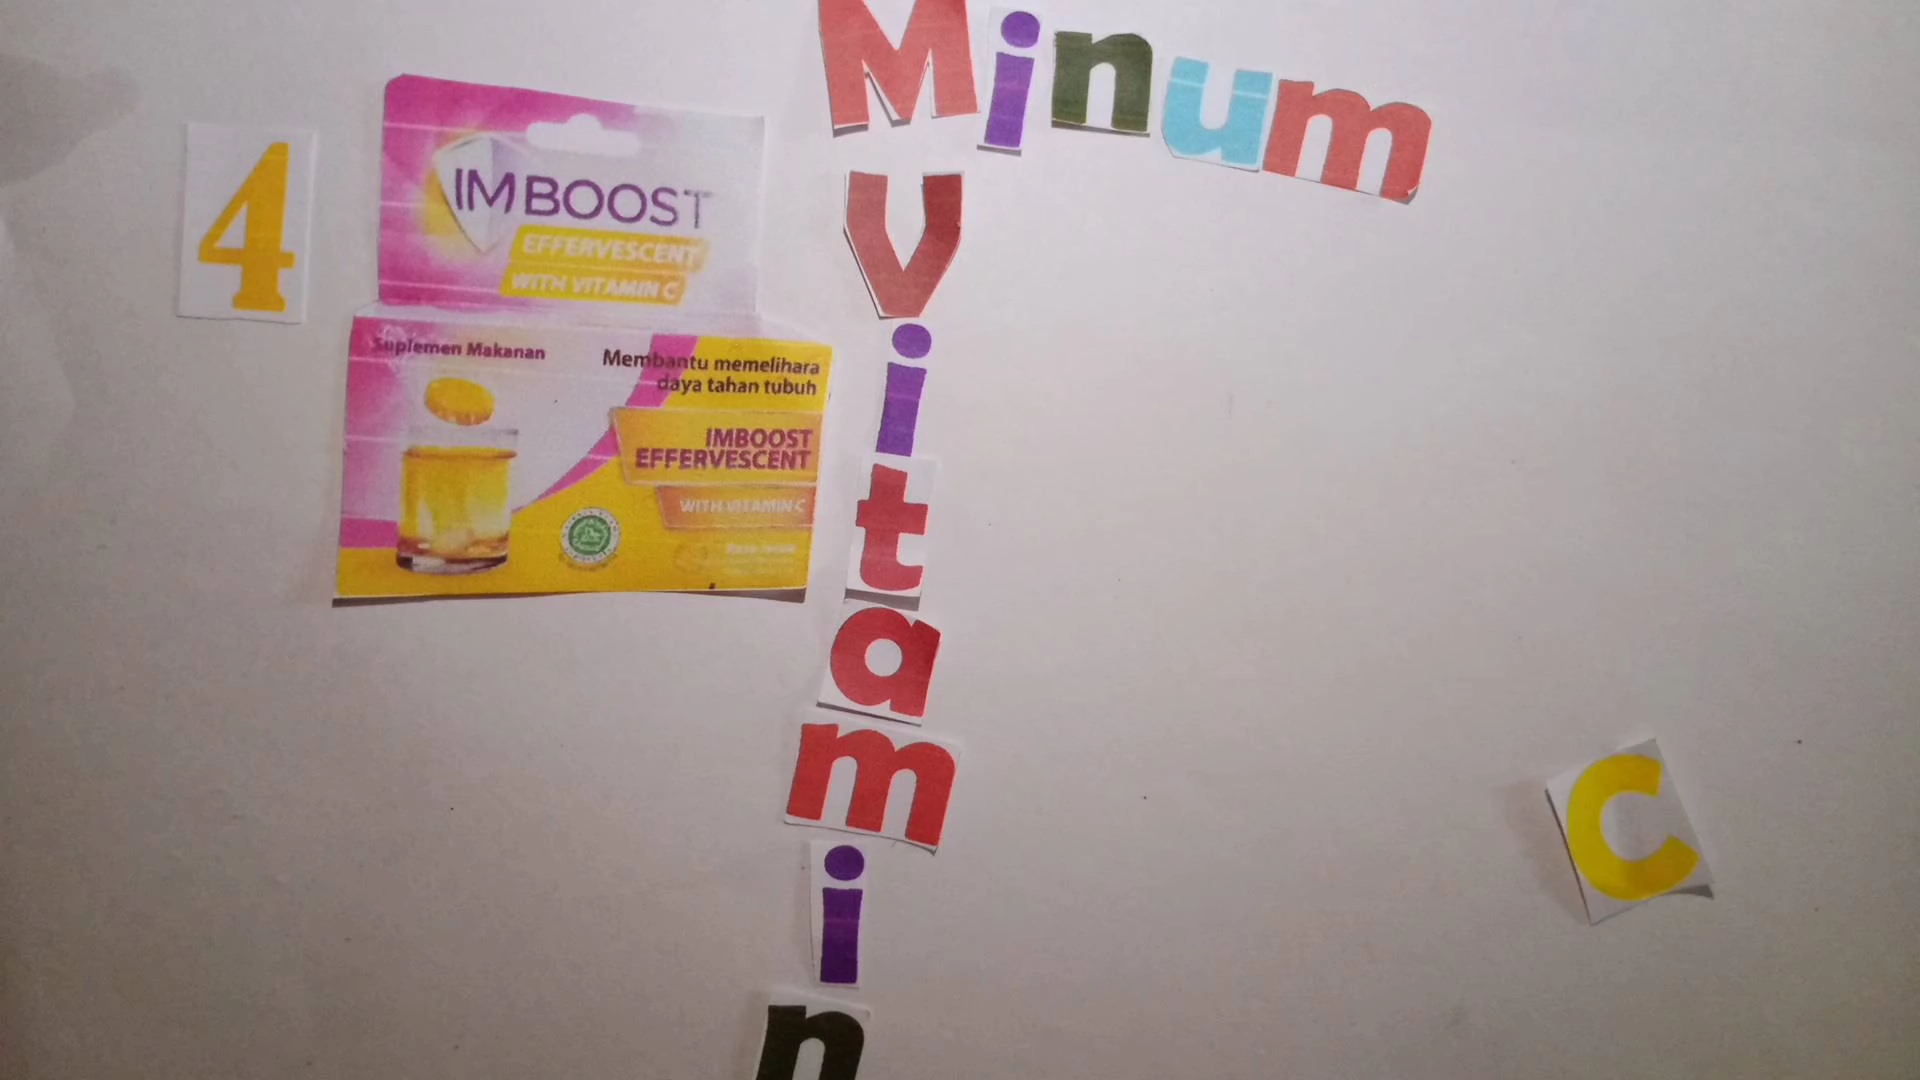 4
IMBOOST
EFFERVESCENT
WITH VITAMIN C
Suplemen Makanan
Membantu memelihara
daya tahan tubuh
IMBOOST
EFFERVESCENT
WITH VITAMIN C
Minum
Vitamin
C